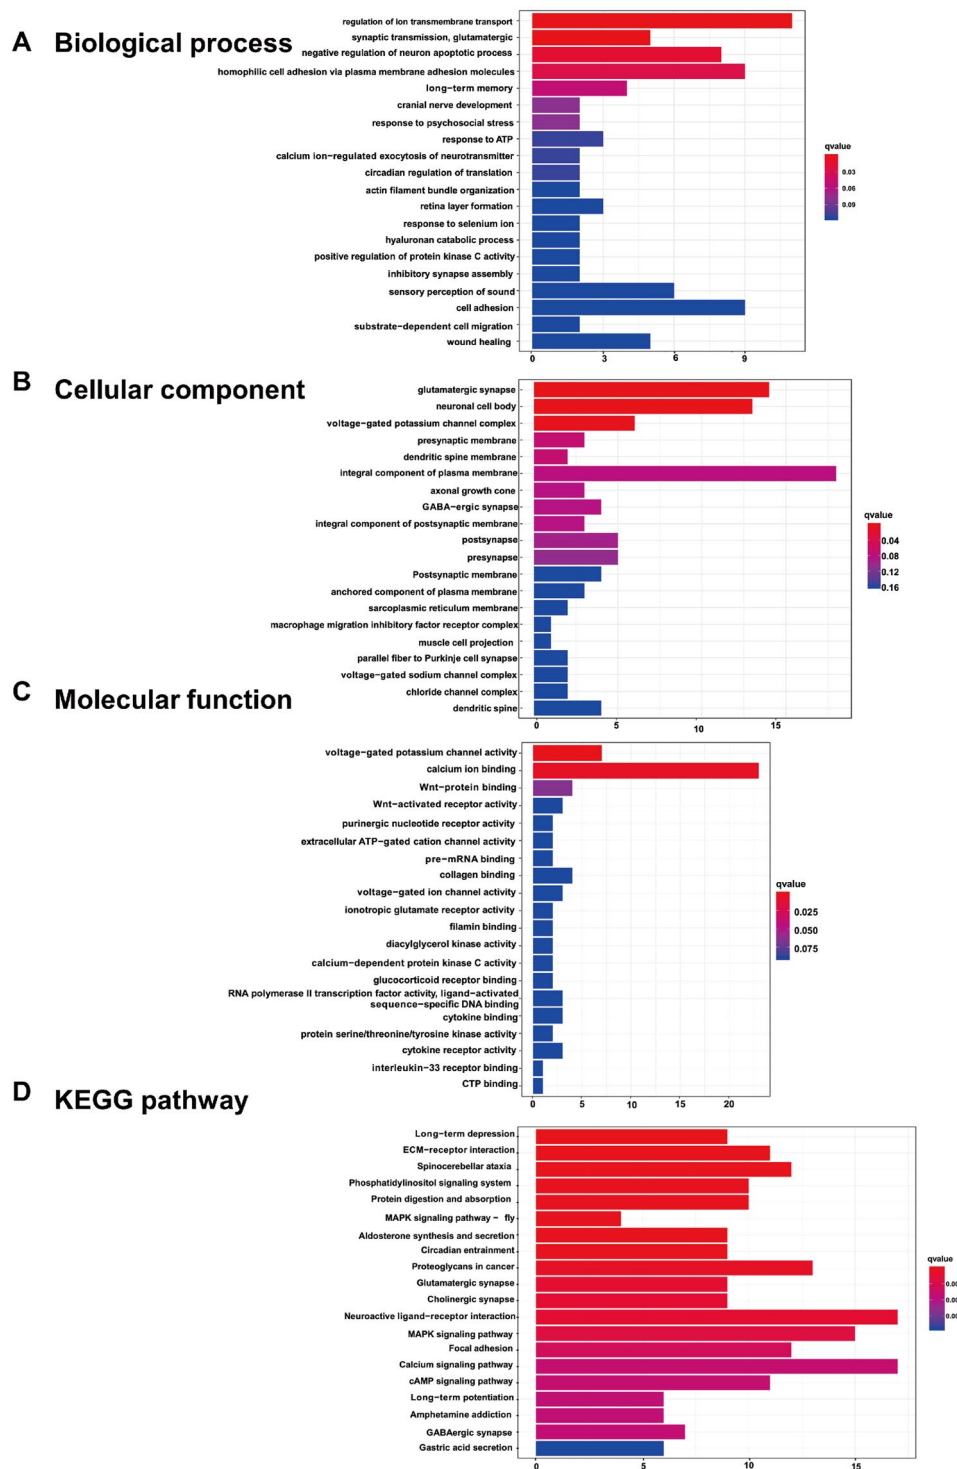 A Biological process
regulation of ion transmembrane transport
synaptic transmission, glutamatergic
negative regulation of neuron apoptotic process
homophilic cell adhesion via plasma membrane adhesion molecules
long-term memory
cranial nerve development
response to psychosocial stress
response to ATP
calcium ion-regulated exocytosis of neurotransmitter
circadian regulation of translation
actin filament bundle organization
retina layer formation
response to selenium ion
hyaluronan catabolic process
positive regulation of protein kinase C activity
inhibitory synapse assembly
sensory perception of sound
cell adhesion
substrate-dependent cell migration
wound healing
0 3 6 9
qvalue
0.03
0.06
0.09
B Cellular component
glutamatergic synapse
neuronal cell body
voltage-gated potassium channel complex
presynaptic membrane
dendritic spine membrane
integral component of plasma membrane
axonal growth cone
GABA-ergic synapse
integral component of postsynaptic membrane
postsynapse
presynapse
Postsynaptic membrane
anchored component of plasma membrane
sarcoplasmic reticulum membrane
macrophage migration inhibitory factor receptor complex
muscle cell projection
parallel fiber to Purkinje cell synapse
voltage-gated sodium channel complex
chloride channel complex
dendritic spine
0 5 10 15
qvalue
0.04
0.08
0.12
0.16
C Molecular function
voltage-gated potassium channel activity
calcium ion binding
Wnt-protein binding
Wnt-activated receptor activity
purinergic nucleotide receptor activity
extracellular ATP-gated cation channel activity
pre-mRNA binding
collagen binding
voltage-gated ion channel activity
ionotropic glutamate receptor activity
filamin binding
diacylglycerol kinase activity
calcium-dependent protein kinase C activity
glucocorticoid receptor binding
RNA polymerase II transcription factor activity, ligand-activated
sequence-specific DNA binding
cytokine binding
protein serine/threonine/tyrosine kinase activity
cytokine receptor activity
interleukin-33 receptor binding
CTP binding
0 5 10 15 20
qvalue
0.025
0.050
0.075
D KEGG pathway
Long-term depression
ECM-receptor interaction
Spinocerebellar ataxia
Phosphatidylinositol signaling system
Protein digestion and absorption
MAPK signaling pathway - fly
Aldosterone synthesis and secretion
Circadian entrainment
Proteoglycans in cancer
Glutamatergic synapse
Cholinergic synapse
Neuroactive ligand-receptor interaction
MAPK signaling pathway
Focal adhesion
Calcium signaling pathway
cAMP signaling pathway
Long-term potentiation
Amphetamine addiction
GABAergic synapse
Gastric acid secretion
0 5 10 15
qvalue
0.00
0.00
0.00